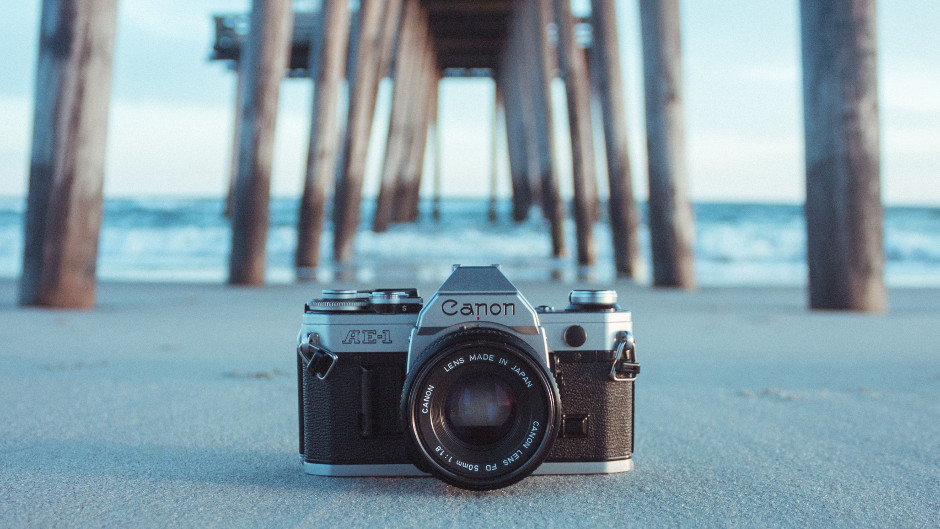 Canon
AE-1
LENS MADE IN JAPAN
CANON LENS FD 50mm 1:1.8
CANON
S